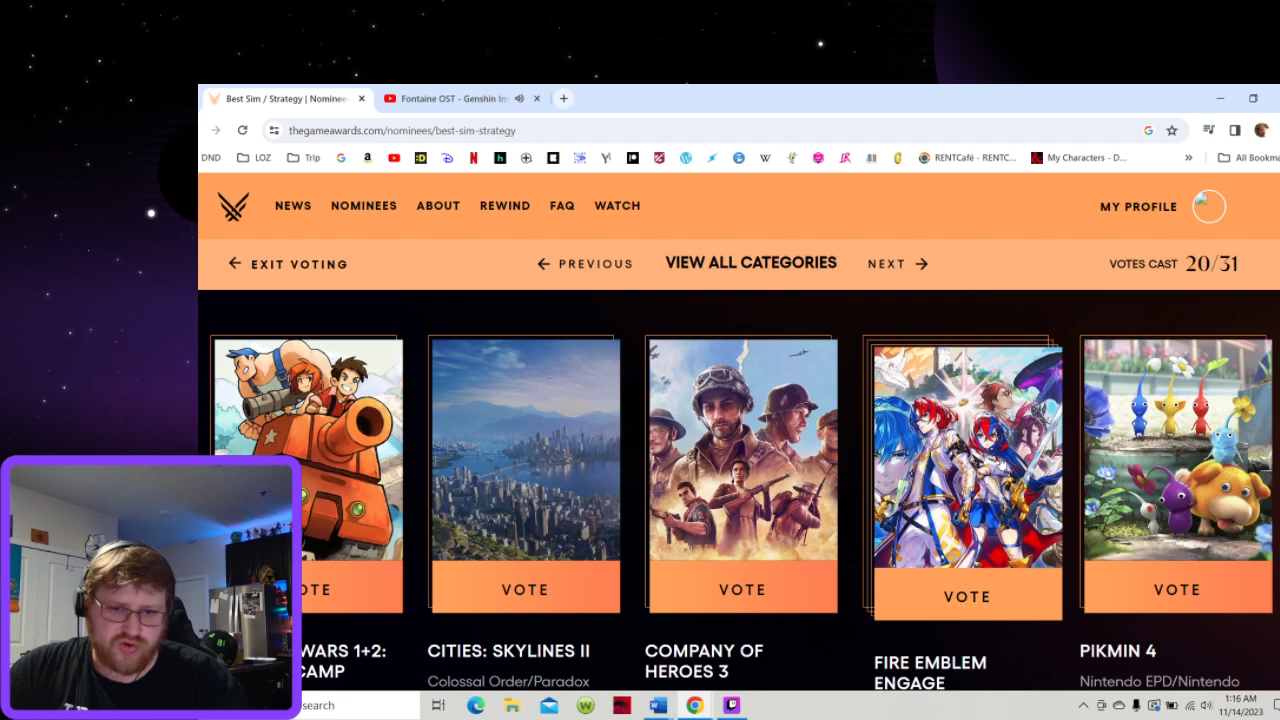 Best Sim / Strategy | Nominee
Fontaine OST - Genshin Im
thegameawards.com/nominees/best-sim-strategy
DND
LOZ
Trip
RENTCafé - RENTC...
My Characters - D...
All Bookma
NEWS
NOMINEES
ABOUT
REWIND
FAQ
WATCH
MY PROFILE
EXIT VOTING
PREVIOUS
VIEW ALL CATEGORIES
NEXT
VOTES CAST 20/31
OTE
VOTE
VOTE
VOTE
VOTE
WARS 1+2:
CAMP
CITIES: SKYLINES II
Colossal Order/Paradox
COMPANY OF
HEROES 3
FIRE EMBLEM
ENGAGE
PIKMIN 4
Nintendo EPD/Nintendo
search
1:16 AM
11/14/2023